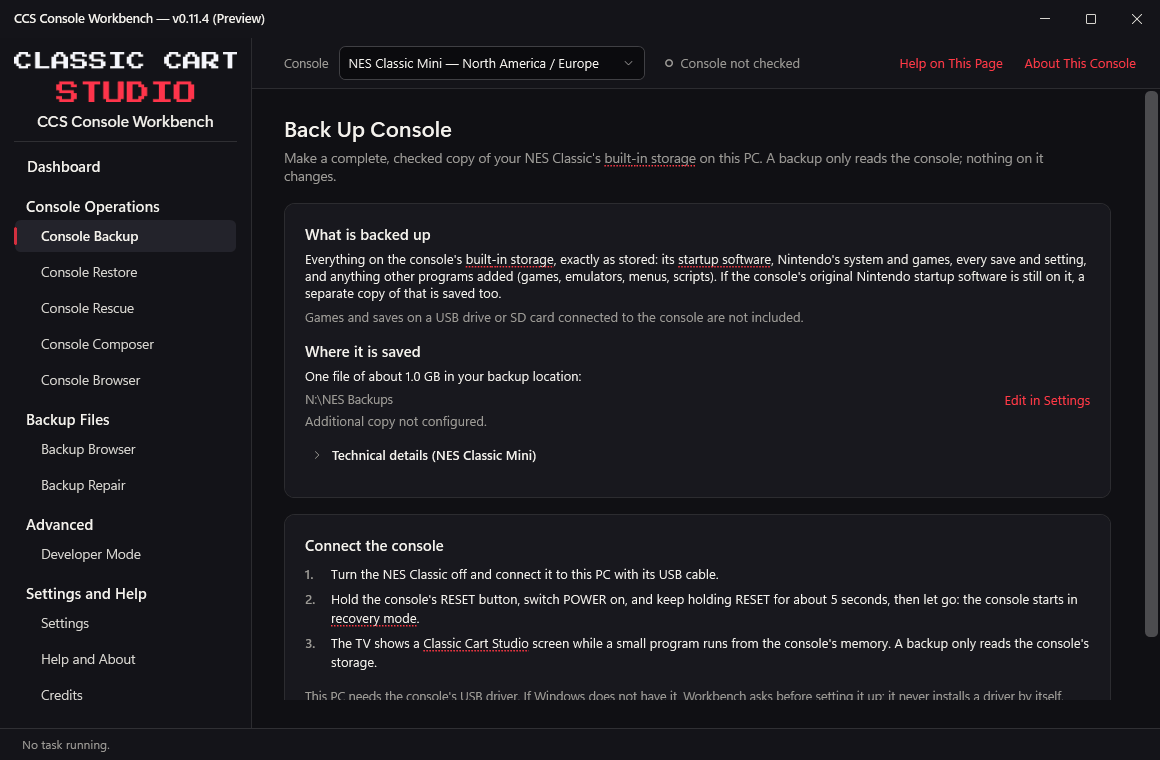 CCS Console Workbench — v0.11.4 (Preview)
CLASSIC CART
STUDIO
CCS Console Workbench
Dashboard
Console Operations
Console Backup
Console Restore
Console Rescue
Console Composer
Console Browser
Backup Files
Backup Browser
Backup Repair
Advanced
Developer Mode
Settings and Help
Settings
Help and About
Credits
Console
NES Classic Mini — North America / Europe
Console not checked
Help on This Page
About This Console
Back Up Console
Make a complete, checked copy of your NES Classic's built-in storage on this PC. A backup only reads the console; nothing on it
changes.
What is backed up
Everything on the console's built-in storage, exactly as stored: its startup software, Nintendo's system and games, every save and setting,
and anything other programs added (games, emulators, menus, scripts). If the console's original Nintendo startup software is still on it, a
separate copy of that is saved too.
Games and saves on a USB drive or SD card connected to the console are not included.
Where it is saved
One file of about 1.0 GB in your backup location:
N:\NES Backups
Edit in Settings
Additional copy not configured.
Technical details (NES Classic Mini)
Connect the console
1. Turn the NES Classic off and connect it to this PC with its USB cable.
2. Hold the console's RESET button, switch POWER on, and keep holding RESET for about 5 seconds, then let go: the console starts in
recovery mode.
3. The TV shows a Classic Cart Studio screen while a small program runs from the console's memory. A backup only reads the console's
storage.
This PC needs the console's USB driver. If Windows does not have it, Workbench asks before setting it up; it never installs a driver by itself.
No task running.